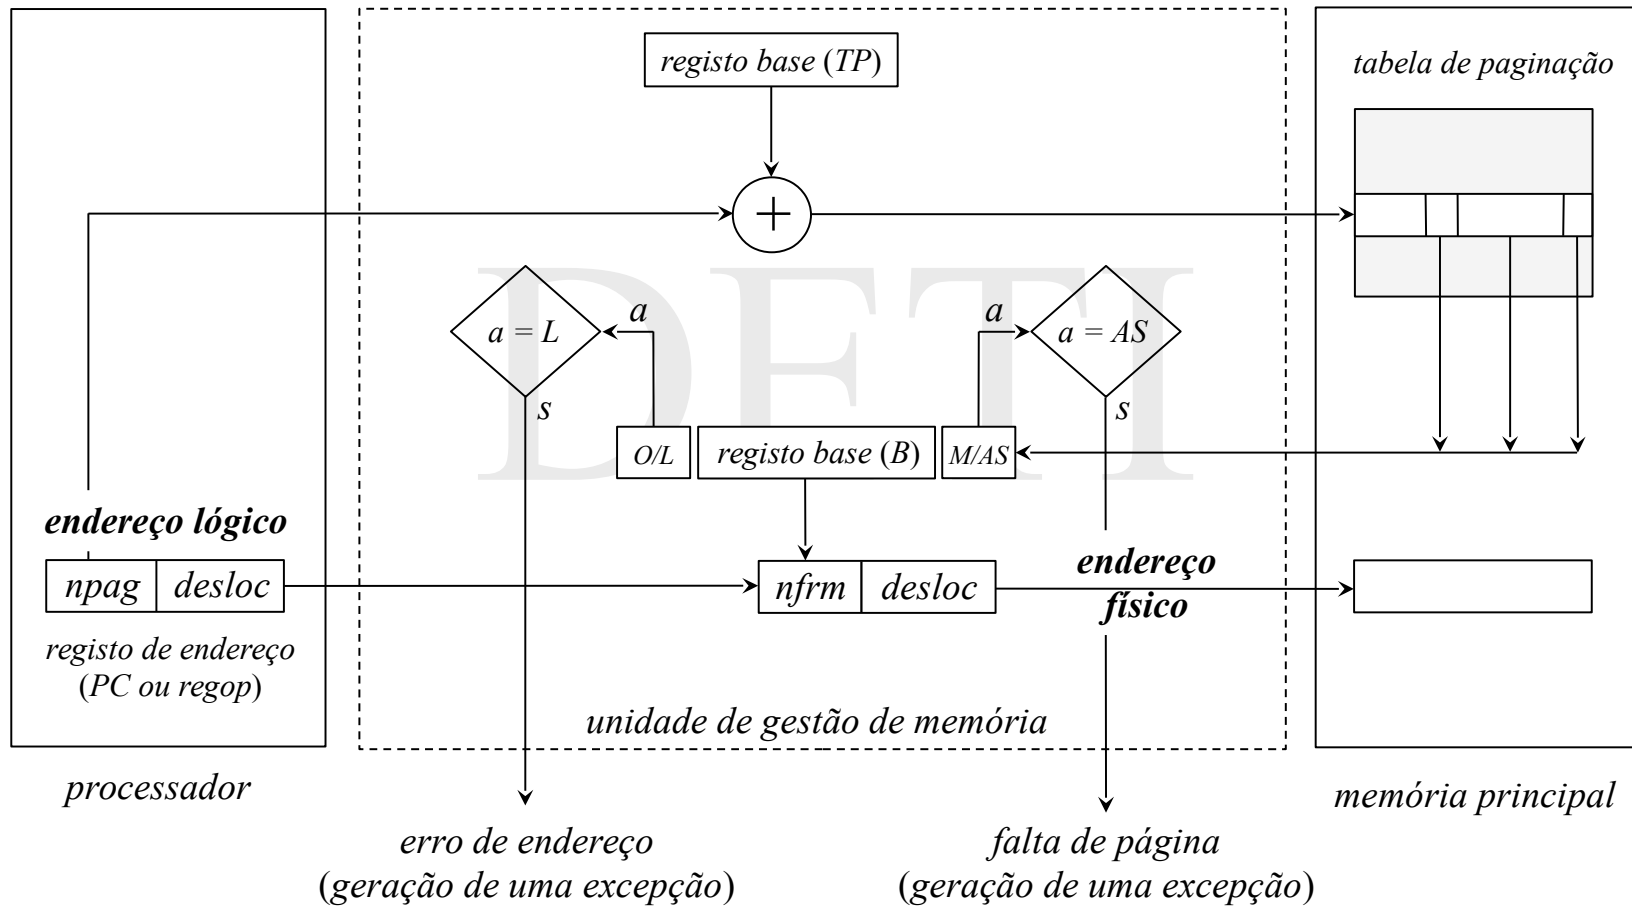 registo base (TP)
tabela de paginação
+
DETI
a = L
a
a
a = AS
s
s
O/L
registo base (B)
M/AS
endereço lógico
npag
desloc
nfrm
desloc
endereço
físico
registo de endereço
(PC ou regop)
unidade de gestão de memória
processador
memória principal
erro de endereço
(geração de uma excepção)
falta de página
(geração de uma excepção)